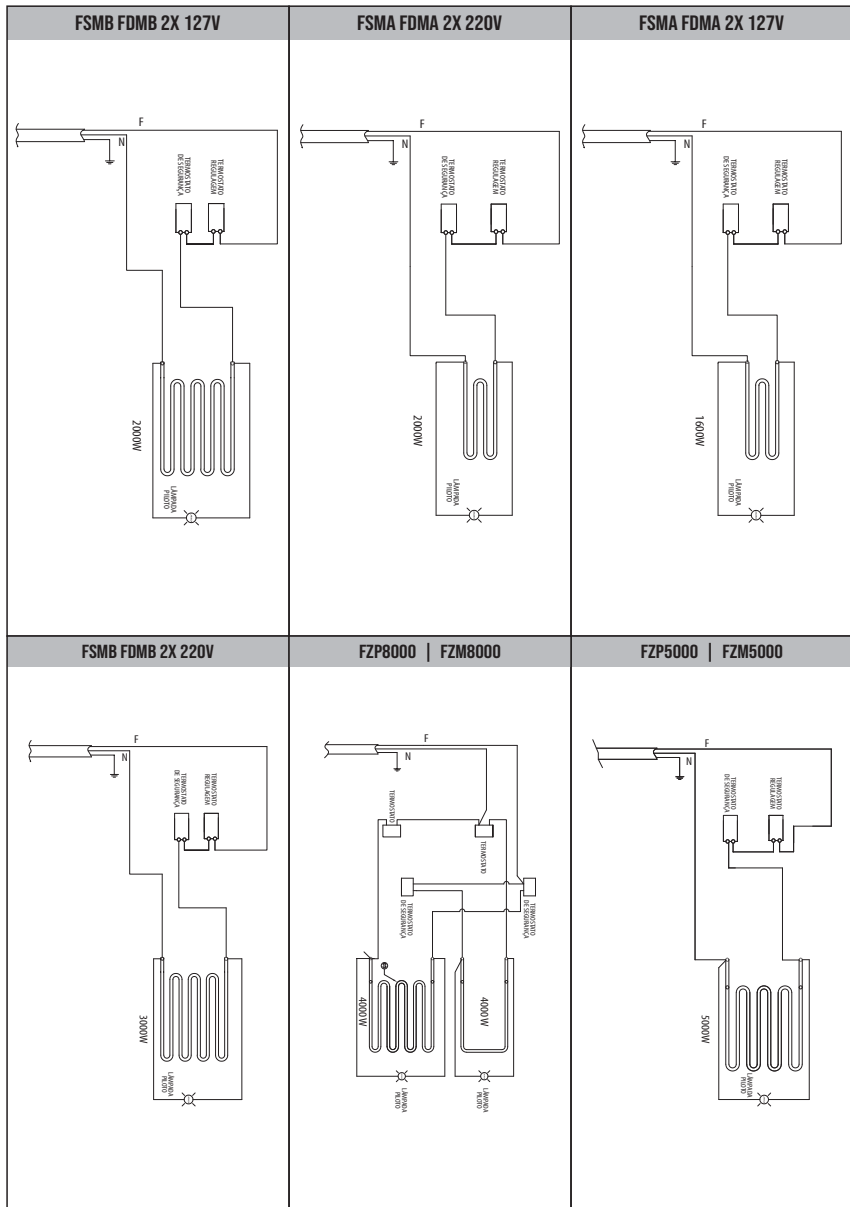 FSMB FDMB 2X 127V
F
N
TERMOSTATO
DE SEGURANÇA
TERMOSTATO
REGULAGEM
2000W
LÂMPADA
PILOTO
FSMA FDMA 2X 220V
F
N
TERMOSTATO
DE SEGURANÇA
TERMOSTATO
REGULAGEM
2000W
LÂMPADA
PILOTO
FSMA FDMA 2X 127V
F
N
TERMOSTATO
DE SEGURANÇA
TERMOSTATO
REGULAGEM
1600W
LÂMPADA
PILOTO
FSMB FDMB 2X 220V
F
N
TERMOSTATO
DE SEGURANÇA
TERMOSTATO
REGULAGEM
3000W
LÂMPADA
PILOTO
FZP8000 | FZM8000
F
N
TERMOSTATO
TERMOSTATO
TERMOSTATO
DE SEGURANÇA
TERMOSTATO
DE SEGURANÇA
4000W
4000W
LÂMPADA
PILOTO
LÂMPADA
PILOTO
FZP5000 | FZM5000
F
N
TERMOSTATO
DE SEGURANÇA
TERMOSTATO
REGULAGEM
5000W
LÂMPADA
PILOTO